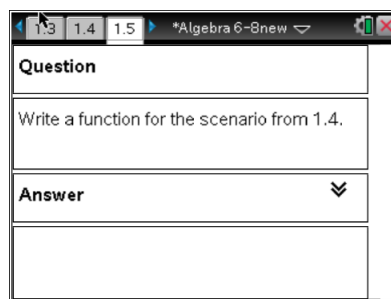 1.3 1.4 1.5 *Algebra 6-8new
Question
Write a function for the scenario from 1.4.
Answer